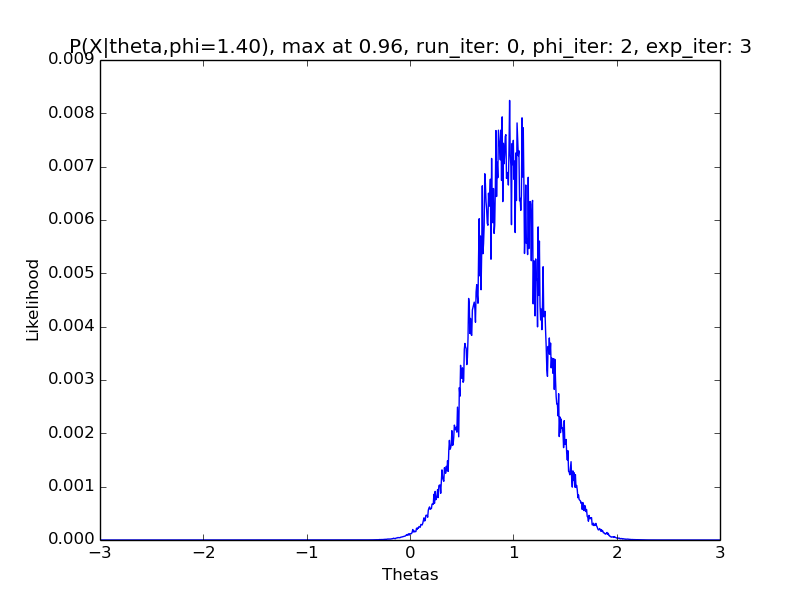 P(X|theta,phi=1.40), max at 0.96, run_iter: 0, phi_iter: 2, exp_iter: 3
0.009
0.008
0.007
0.006
0.005
0.004
0.003
0.002
0.001
0.000
Likelihood
−3 −2 −1 0 1 2 3
Thetas